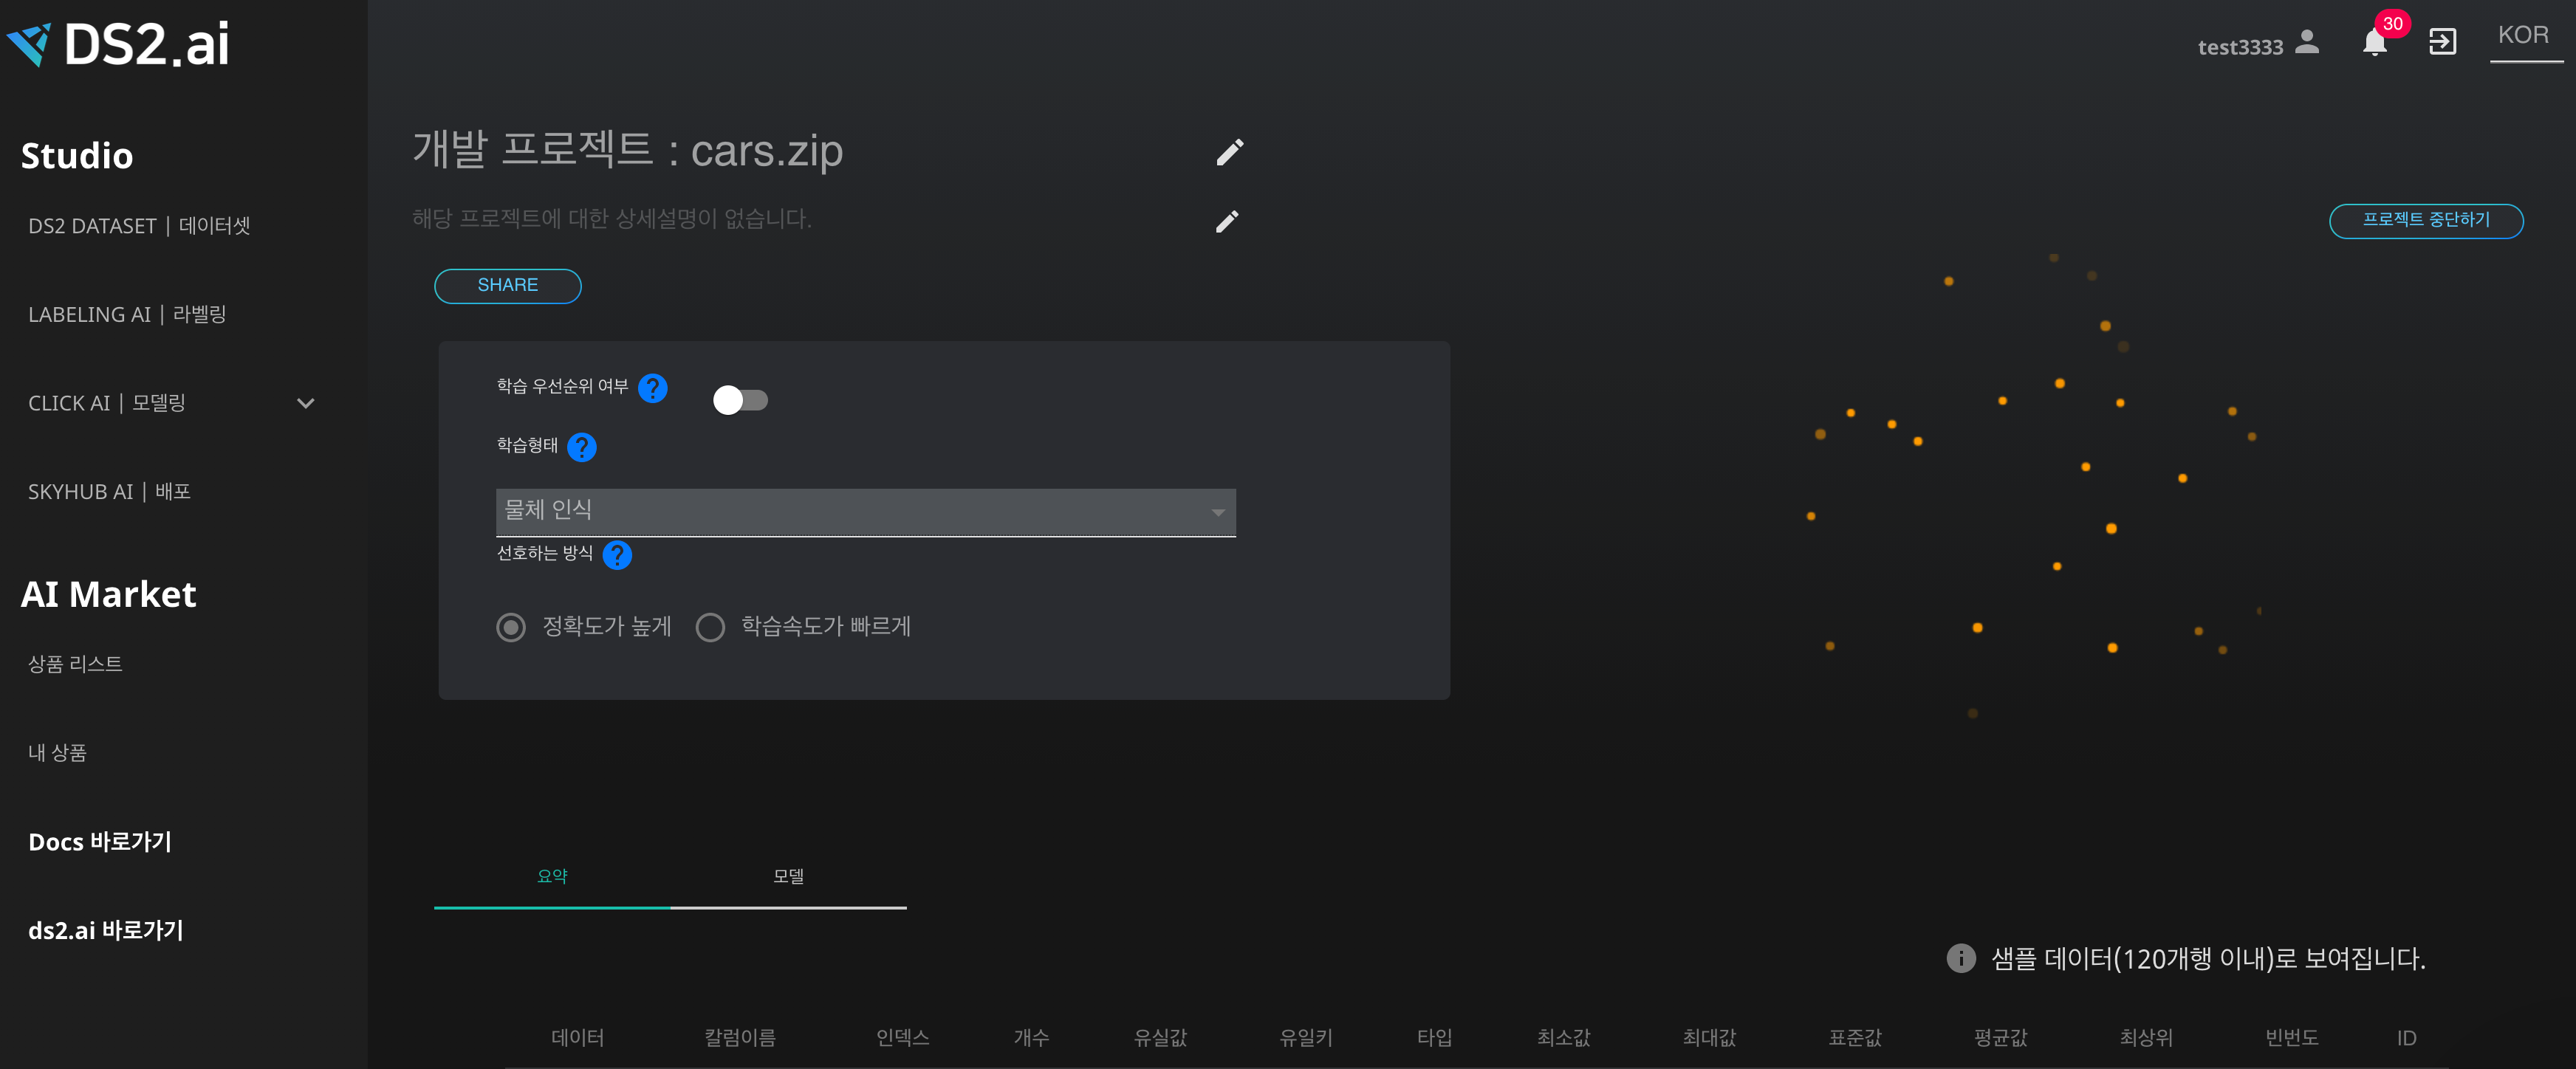 DS2.ai
test3333
30
KOR
Studio
DS2 DATASET | 데이터셋
LABELING AI | 라벨링
CLICK AI | 모델링
SKYHUB AI | 배포
AI Market
상품 리스트
내 상품
Docs 바로가기
ds2.ai 바로가기
개발 프로젝트 : cars.zip
해당 프로젝트에 대한 상세설명이 없습니다.
프로젝트 중단하기
SHARE
학습 우선순위 여부 ?
학습형태 ?
물체 인식
선호하는 방식 ?
정확도가 높게 학습속도가 빠르게
요약 모델
샘플 데이터(120개행 이내)로 보여집니다.
데이터 칼럼이름 인덱스 개수 유실값 유일키 타입 최소값 최대값 표준값 평균값 최상위 빈번도 ID